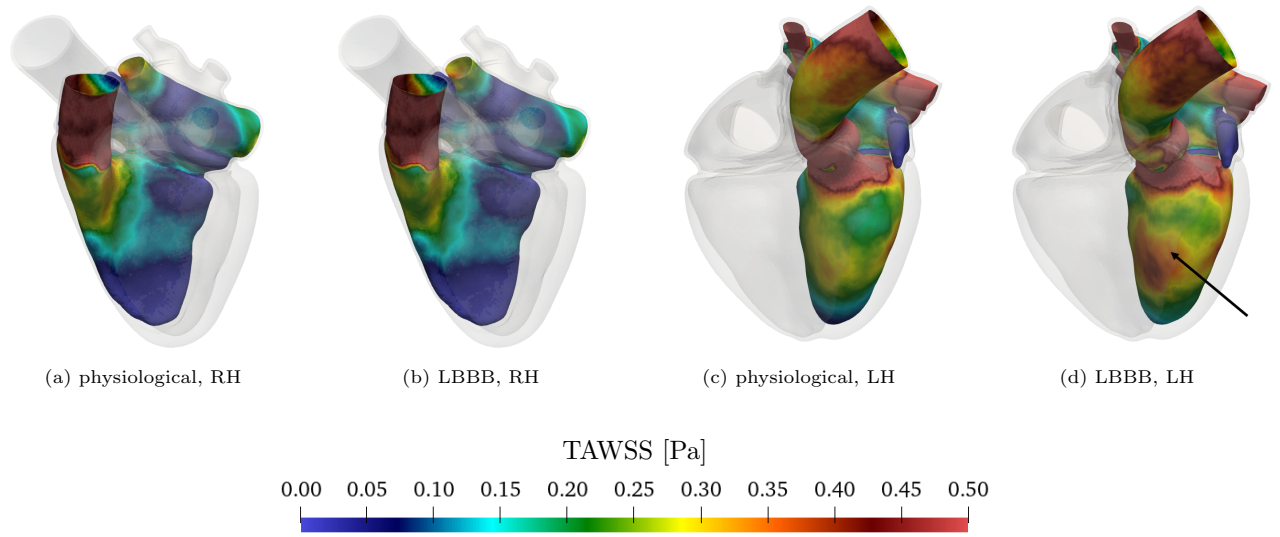 (a) physiological, RH
(b) LBBB, RH
(c) physiological, LH
(d) LBBB, LH
TAWSS [Pa]
0.00 0.05 0.10 0.15 0.20 0.25 0.30 0.35 0.40 0.45 0.50